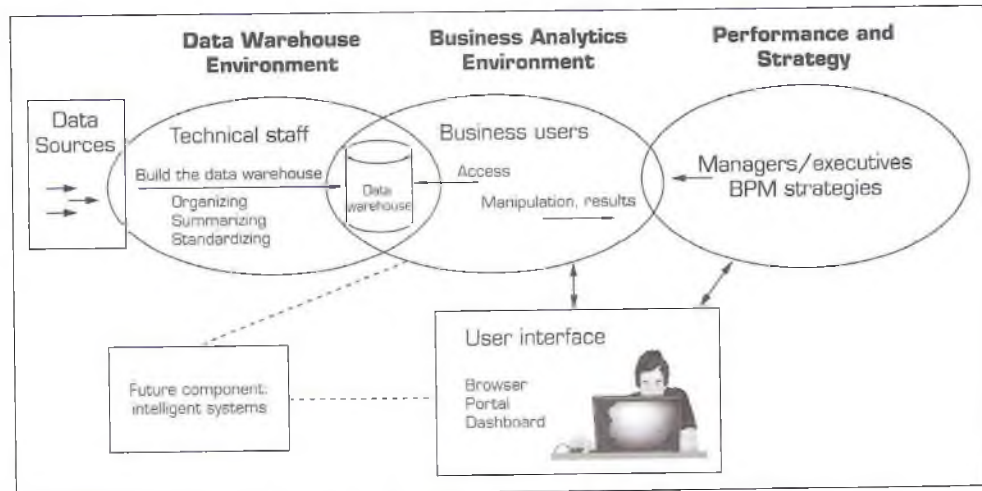 Data Warehouse
Environment
Business Analytics
Environment
Performance and
Strategy
Data
Sources
Technical staff
Build the data warehouse
Organizing
Summarizing
Standardizing
Data
warehouse
Business users
Access
Manipulation, results
Managers/executives
BPM strategies
Future component:
intelligent systems
User interface
Browser
Portal
Dashboard